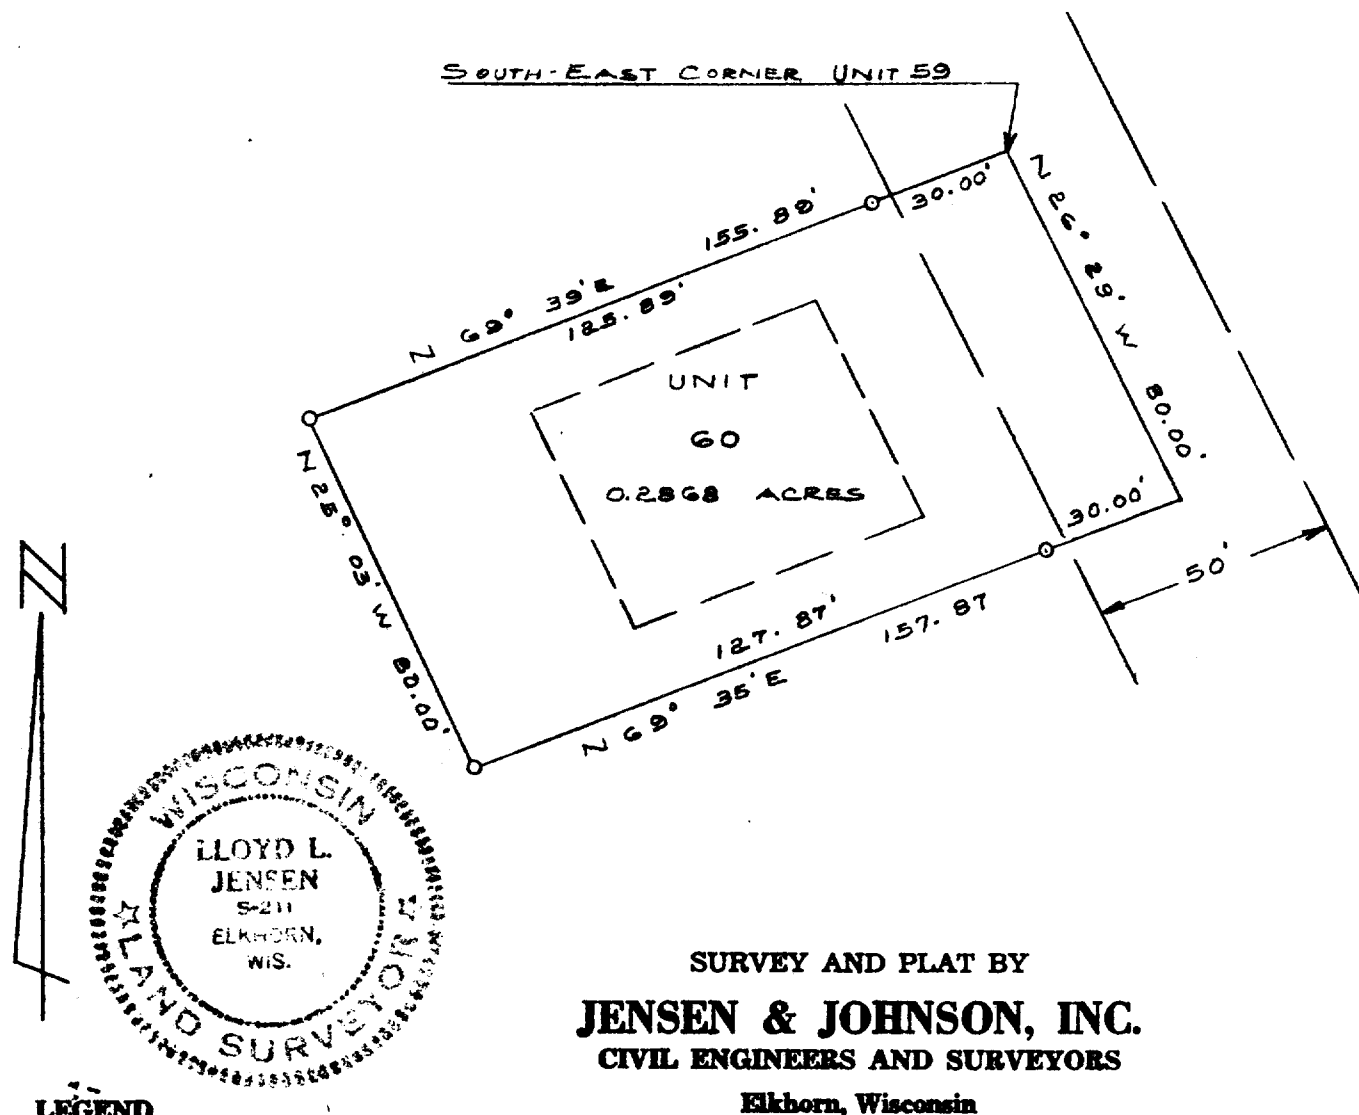 SOUTH-EAST CORNER UNIT 59
30.00'
155.89'
N 69° 39' E
125.89'
N 26° 29' W 80.00'
UNIT
60
0.2868 ACRES
N 25° 03' W 80.00'
30.00'
50'
127.87'
157.87
N 69° 35' E
N
WISCONSIN
LLOYD L.
JENSEN
S-211
ELKHORN,
WIS.
LAND SURVEYOR
SURVEY AND PLAT BY
JENSEN & JOHNSON, INC.
CIVIL ENGINEERS AND SURVEYORS
Elkhorn, Wisconsin
LEGEND